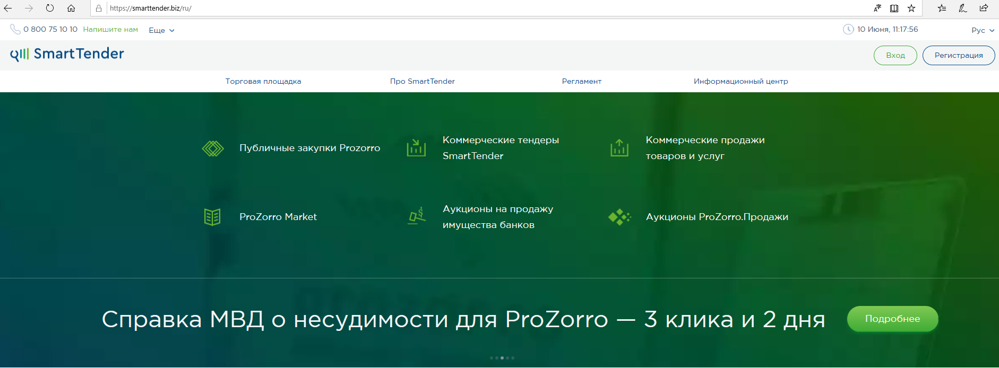 https://smarttender.biz/ru/
0 800 75 10 10 Напишите нам Еще 10 Июня, 11:17:56 Рус
SmartTender Вход Регистрация
Торговая площадка Про SmartTender Регламент Информационный центр
Публичные закупки Prozorro
Коммерческие тендеры
SmartTender
Коммерческие продажи
товаров и услуг
ProZorro Market
Аукционы на продажу
имущества банков
Аукционы ProZorro.Продажи
Справка МВД о несудимости для ProZorro — 3 клика и 2 дня Подробнее